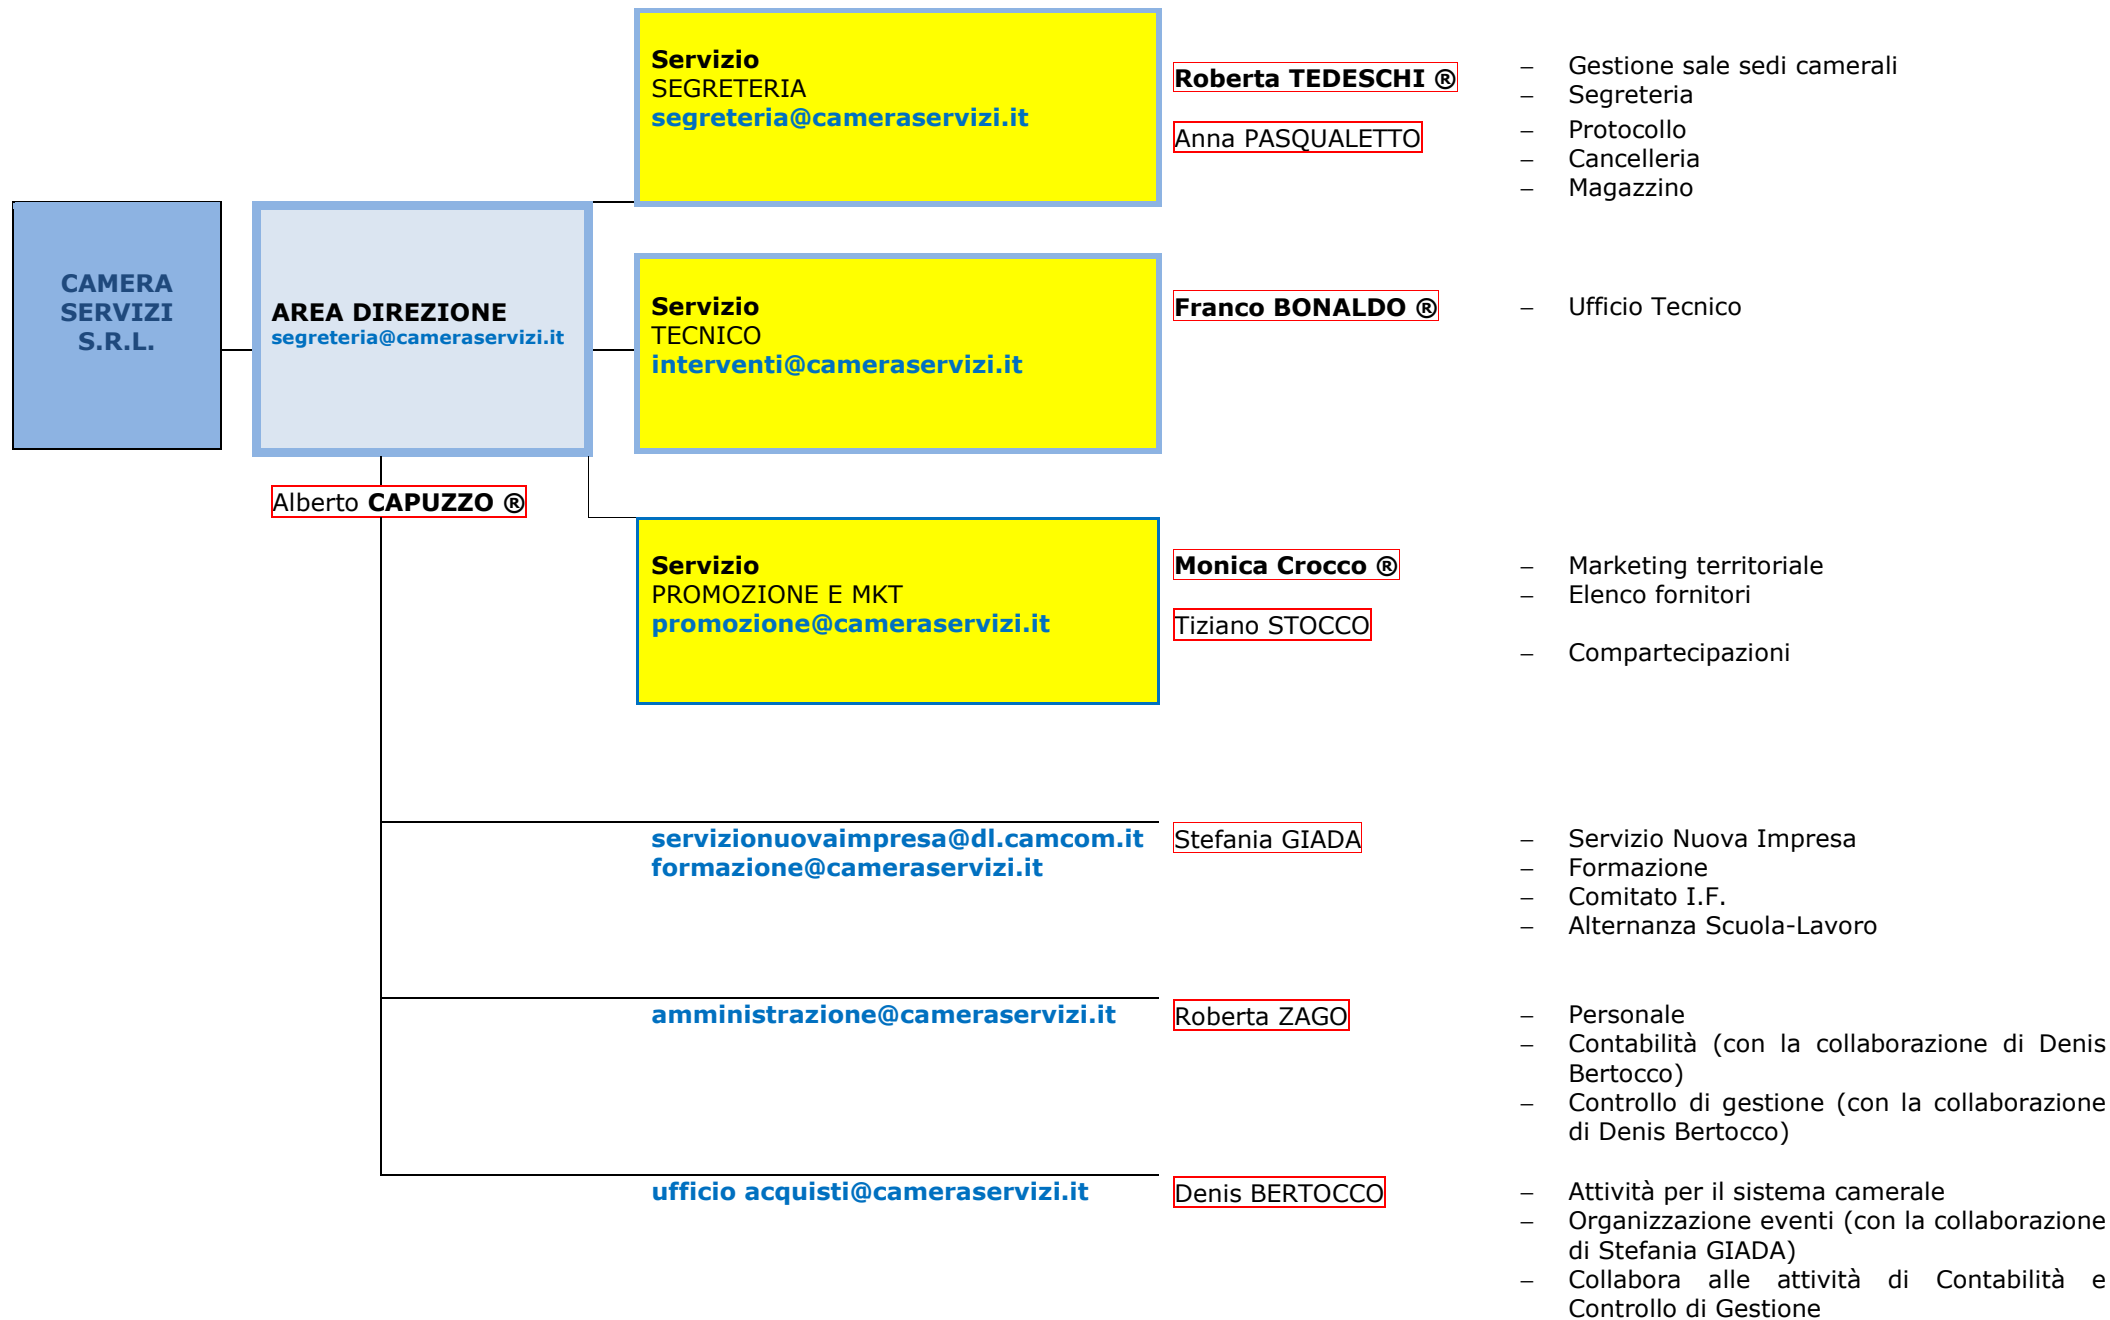 CAMERA
SERVIZI
S.R.L.
AREA DIREZIONE
segreteria@cameraservizi.it
Alberto CAPUZZO ®
Servizio
SEGRETERIA
segreteria@cameraservizi.it
Roberta TEDESCHI ®
Anna PASQUALETTO
– Gestione sale sedi camerali
– Segreteria
– Protocollo
– Cancelleria
– Magazzino
Servizio
TECNICO
interventi@cameraservizi.it
Franco BONALDO ®
– Ufficio Tecnico
Servizio
PROMOZIONE E MKT
promozione@cameraservizi.it
Monica Crocco ®
Tiziano STOCCO
– Marketing territoriale
– Elenco fornitori
– Compartecipazioni
servizionuovaimpresa@dl.camcom.it
formazione@cameraservizi.it
Stefania GIADA
– Servizio Nuova Impresa
– Formazione
– Comitato I.F.
– Alternanza Scuola-Lavoro
amministrazione@cameraservizi.it
Roberta ZAGO
– Personale
– Contabilità (con la collaborazione di Denis
Bertocco)
– Controllo di gestione (con la collaborazione
di Denis Bertocco)
ufficio acquisti@cameraservizi.it
Denis BERTOCCO
– Attività per il sistema camerale
– Organizzazione eventi (con la collaborazione
di Stefania GIADA)
– Collabora alle attività di Contabilità e
Controllo di Gestione